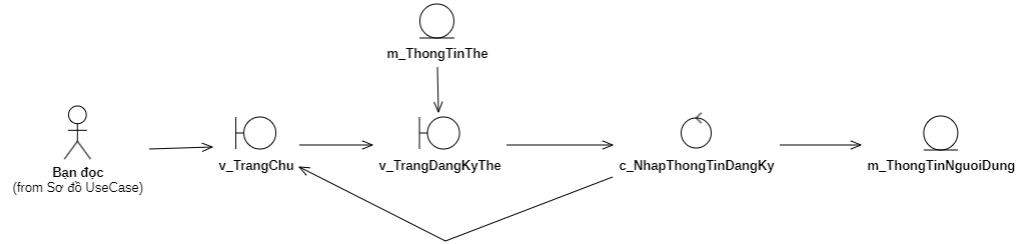 m_ThongTinThe
Bạn đọc
(from Sơ đồ UseCase)
v_TrangChu
v_TrangDangKyThe
c_NhapThongTinDangKy
m_ThongTinNguoiDung